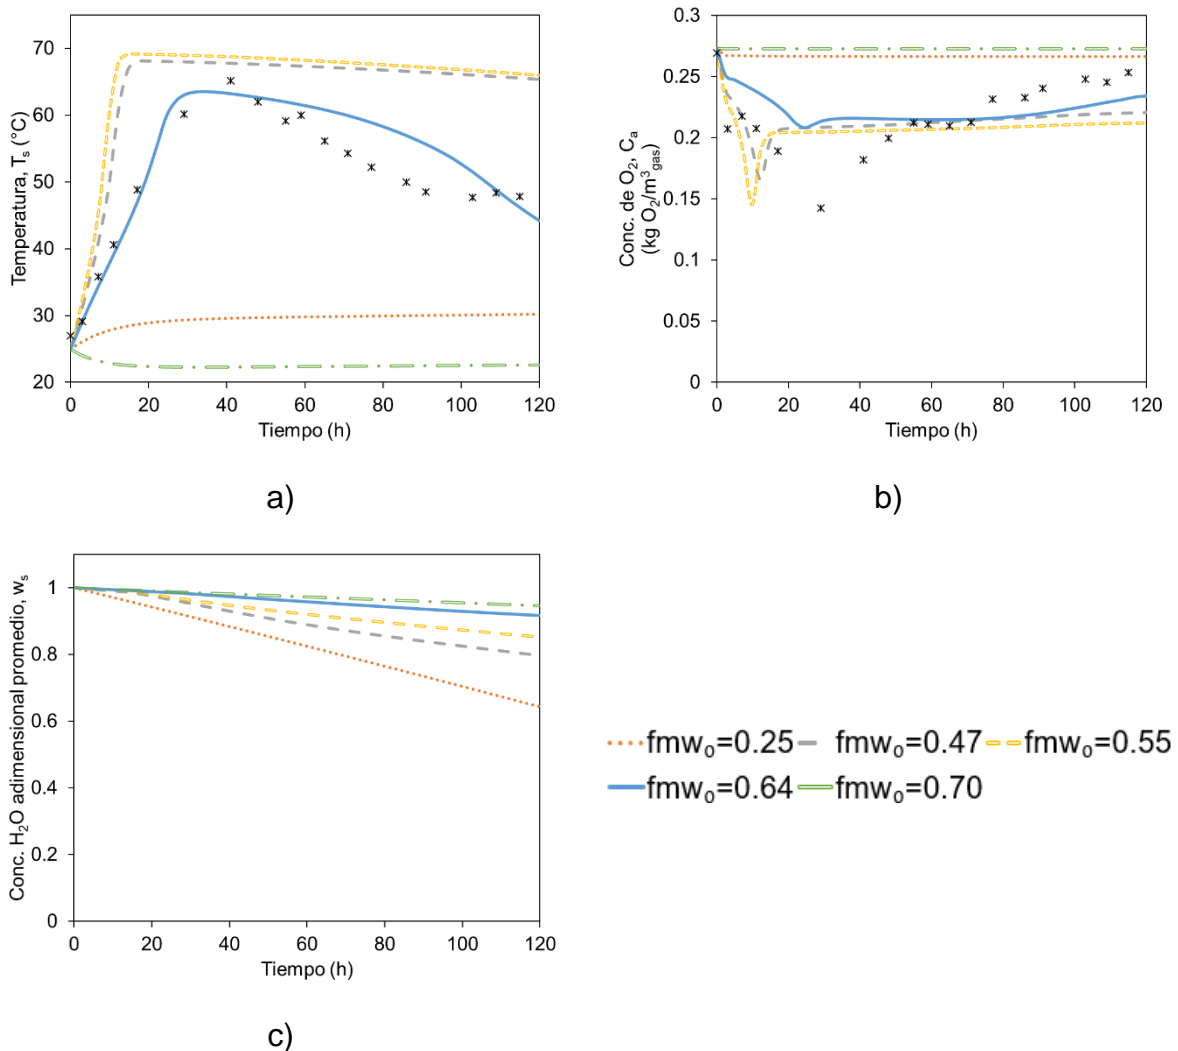 70
60
50
40
30
20
Temperatura, Tₛ (°C)
0 20 40 60 80 100 120
Tiempo (h)
a)
0.3
0.25
0.2
0.15
0.1
0.05
0
Conc. de O₂, Cₐ
(kg O₂/m³gas)
0 20 40 60 80 100 120
Tiempo (h)
b)
1
0.8
0.6
0.4
0.2
0
Conc. H₂O adimensional promedio, wₛ
0 20 40 60 80 100 120
Tiempo (h)
c)
fmw₀=0.25 fmw₀=0.47 fmw₀=0.55
fmw₀=0.64 fmw₀=0.70